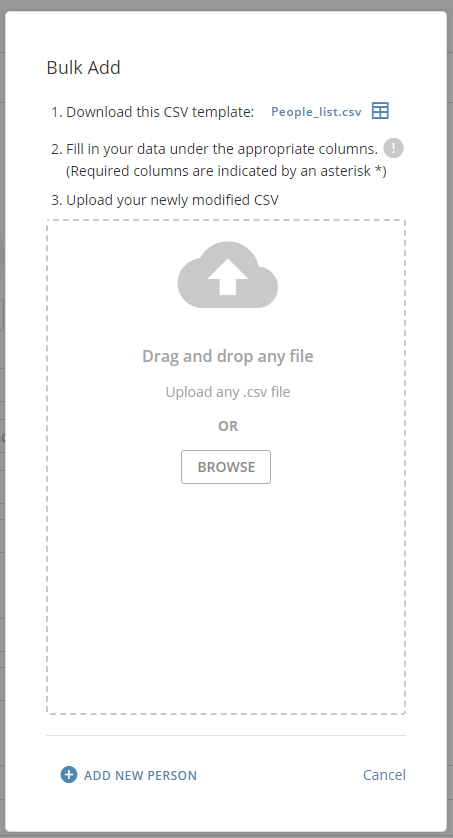 Bulk Add
1. Download this CSV template: People_list.csv
2. Fill in your data under the appropriate columns. !
(Required columns are indicated by an asterisk *)
3. Upload your newly modified CSV
Drag and drop any file
Upload any .csv file
OR
BROWSE
ADD NEW PERSON Cancel